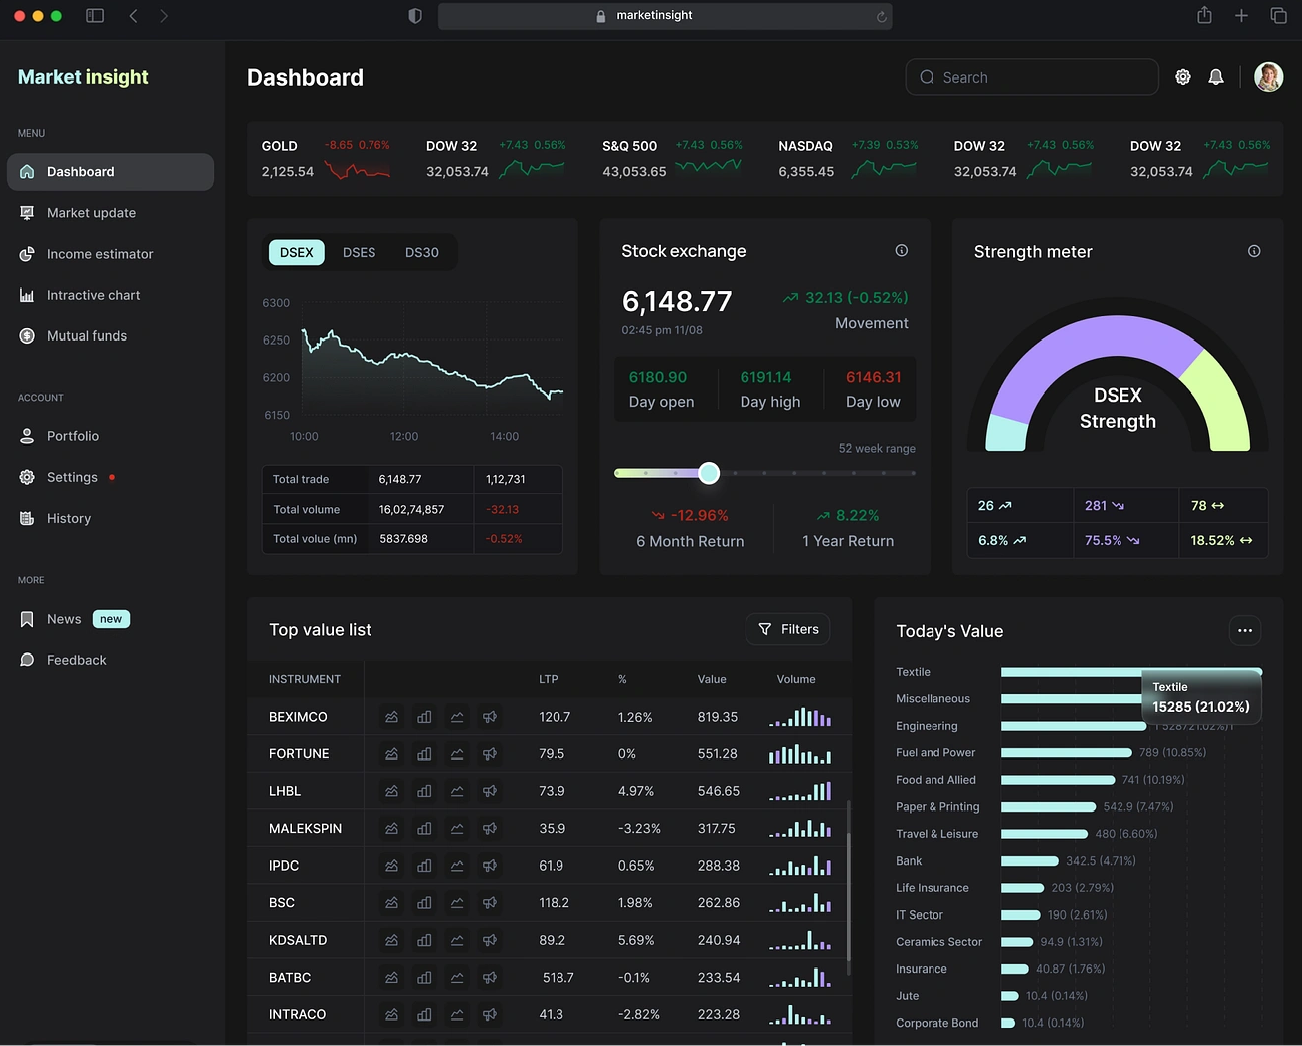 marketinsight
Market insight
MENU
Dashboard
Market update
Income estimator
Intractive chart
Mutual funds
ACCOUNT
Portfolio
Settings
History
MORE
News new
Feedback
Dashboard
Search
GOLD -8.65 0.76%
2,125.54
DOW 32 +7.43 0.56%
32,053.74
S&Q 500 +7.43 0.56%
43,053.65
NASDAQ +7.39 0.53%
6,355.45
DOW 32 +7.43 0.56%
32,053.74
DOW 32 +7.43 0.56%
32,053.74
DSEX DSES DS30
6300
6250
6200
6150
10:00 12:00 14:00
Total trade 6,148.77 1,12,731
Total volume 16,02,74,857 -32.13
Total volue (mn) 5837.698 -0.52%
Stock exchange
6,148.77
32.13 (-0.52%)
02:45 pm 11/08
Movement
6180.90 6191.14 6146.31
Day open Day high Day low
52 week range
-12.96% 8.22%
6 Month Return 1 Year Return
Strength meter
DSEX
Strength
26 281 78
6.8% 75.5% 18.52%
Top value list
Filters
INSTRUMENT LTP % Value Volume
BEXIMCO 120.7 1.26% 819.35
FORTUNE 79.5 0% 551.28
LHBL 73.9 4.97% 546.65
MALEKSPIN 35.9 -3.23% 317.75
IPDC 61.9 0.65% 288.38
BSC 118.2 1.98% 262.86
KDSALTD 89.2 5.69% 240.94
BATBC 518.7 -0.1% 233.54
INTRACO 41.3 -2.82% 223.28
Today's Value
Textile
Textile
15285 (21.02%)
Miscellaneous
Engineering
Fuel and Power 789 (10.85%)
Food and Allied 741 (10.19%)
Paper & Printing 542.9 (7.47%)
Travel & Leisure 480 (6.60%)
Bank 342.5 (4.71%)
Life Insurance 203 (2.79%)
IT Sector 190 (2.61%)
Ceramics Sector 94.9 (1.31%)
Insurance 40.87 (1.76%)
Jute 10.4 (0.14%)
Corporate Bond 10.4 (0.14%)